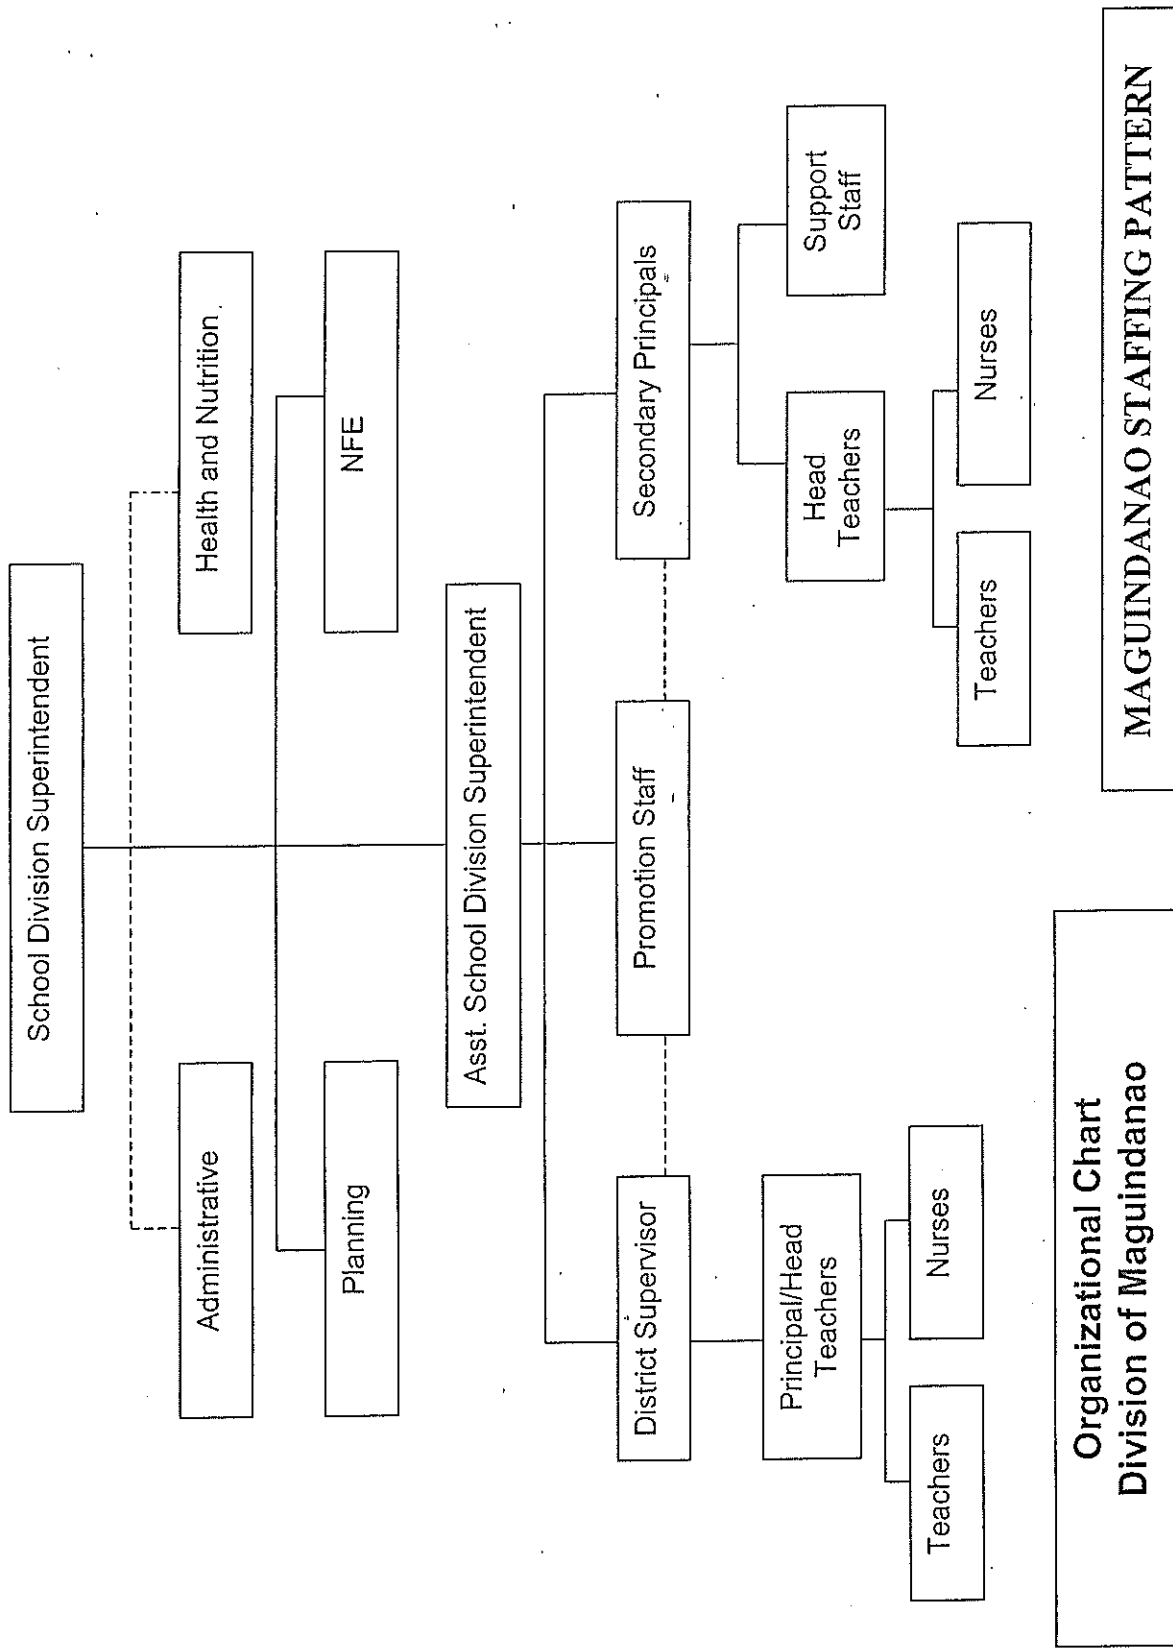 School Division Superintendent
Administrative
Health and Nutrition
Planning
NFE
Asst. School Division Superintendent
District Supervisor
Promotion Staff
Secondary Principals
Principal/Head
Teachers
Head
Teachers
Support
Staff
Teachers
Nurses
Teachers
Nurses
Organizational Chart
Division of Maguindanao
MAGUINDANAO STAFFING PATTERN